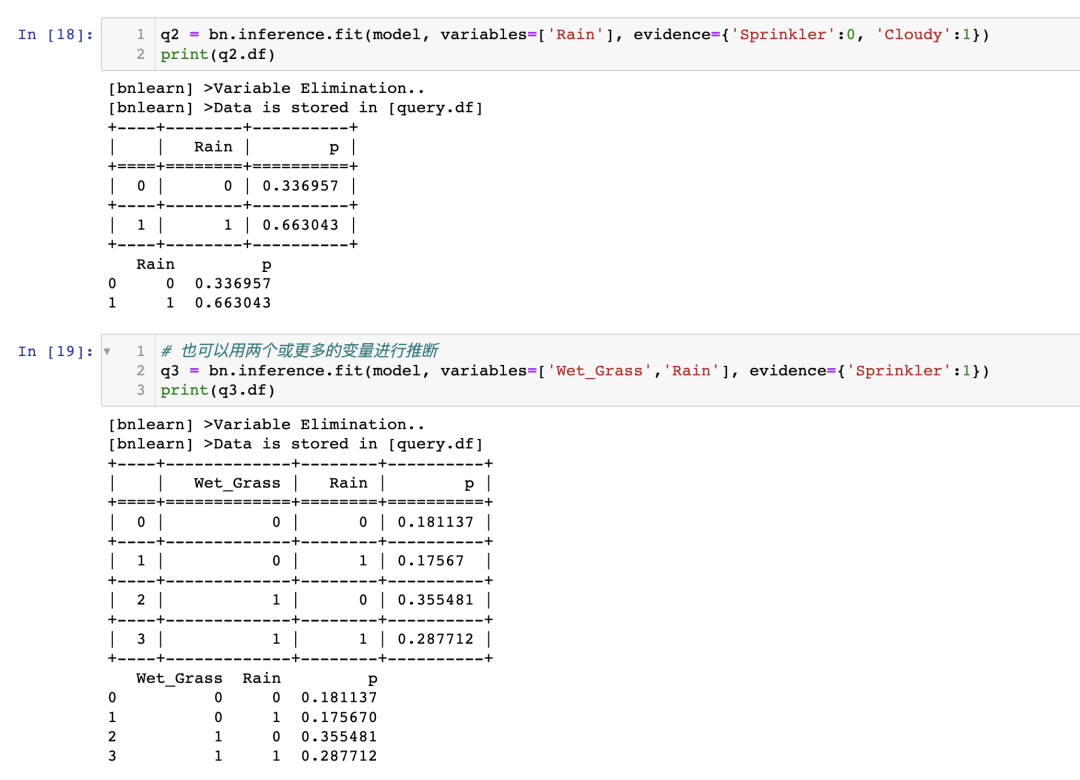 In [18]:
1 q2 = bn.inference.fit(model, variables=['Rain'], evidence={'Sprinkler':0, 'Cloudy':1})
2 print(q2.df)
[bnlearn] >Variable Elimination..
[bnlearn] >Data is stored in [query.df]
+----+--------+----------+
|    |   Rain |        p |
+====+========+==========+
|  0 |      0 | 0.336957 |
+----+--------+----------+
|  1 |      1 | 0.663043 |
+----+--------+----------+
   Rain         p
0     0  0.336957
1     1  0.663043
In [19]:
1 # 也可以用两个或更多的变量进行推断
2 q3 = bn.inference.fit(model, variables=['Wet_Grass','Rain'], evidence={'Sprinkler':1})
3 print(q3.df)
[bnlearn] >Variable Elimination..
[bnlearn] >Data is stored in [query.df]
+----+-------------+--------+----------+
|    |   Wet_Grass |   Rain |        p |
+====+=============+========+==========+
|  0 |           0 |      0 | 0.181137 |
+----+-------------+--------+----------+
|  1 |           0 |      1 | 0.17567  |
+----+-------------+--------+----------+
|  2 |           1 |      0 | 0.355481 |
+----+-------------+--------+----------+
|  3 |           1 |      1 | 0.287712 |
+----+-------------+--------+----------+
   Wet_Grass  Rain         p
0          0     0  0.181137
1          0     1  0.175670
2          1     0  0.355481
3          1     1  0.287712